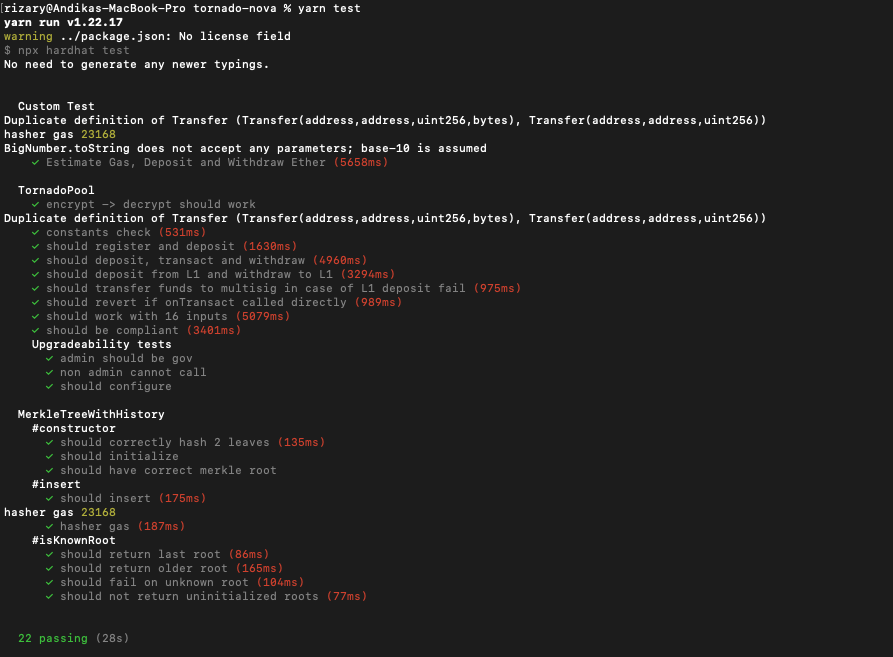 [rizary@Andikas-MacBook-Pro tornado-nova % yarn test
yarn run v1.22.17
warning ../package.json: No license field
$ npx hardhat test
No need to generate any newer typings.
Custom Test
Duplicate definition of Transfer (Transfer(address,address,uint256,bytes), Transfer(address,address,uint256))
hasher gas 23168
BigNumber.toString does not accept any parameters; base-10 is assumed
✓ Estimate Gas, Deposit and Withdraw Ether (5658ms)
TornadoPool
✓ encrypt -> decrypt should work
Duplicate definition of Transfer (Transfer(address,address,uint256,bytes), Transfer(address,address,uint256))
✓ constants check (531ms)
✓ should register and deposit (1630ms)
✓ should deposit, transact and withdraw (4960ms)
✓ should deposit from L1 and withdraw to L1 (3294ms)
✓ should transfer funds to multisig in case of L1 deposit fail (975ms)
✓ should revert if onTransact called directly (989ms)
✓ should work with 16 inputs (5079ms)
✓ should be compliant (3401ms)
Upgradeability tests
✓ admin should be gov
✓ non admin cannot call
✓ should configure
MerkleTreeWithHistory
#constructor
✓ should correctly hash 2 leaves (135ms)
✓ should initialize
✓ should have correct merkle root
#insert
✓ should insert (175ms)
hasher gas 23168
✓ hasher gas (187ms)
#isKnownRoot
✓ should return last root (86ms)
✓ should return older root (165ms)
✓ should fail on unknown root (104ms)
✓ should not return uninitialized roots (77ms)
22 passing (28s)